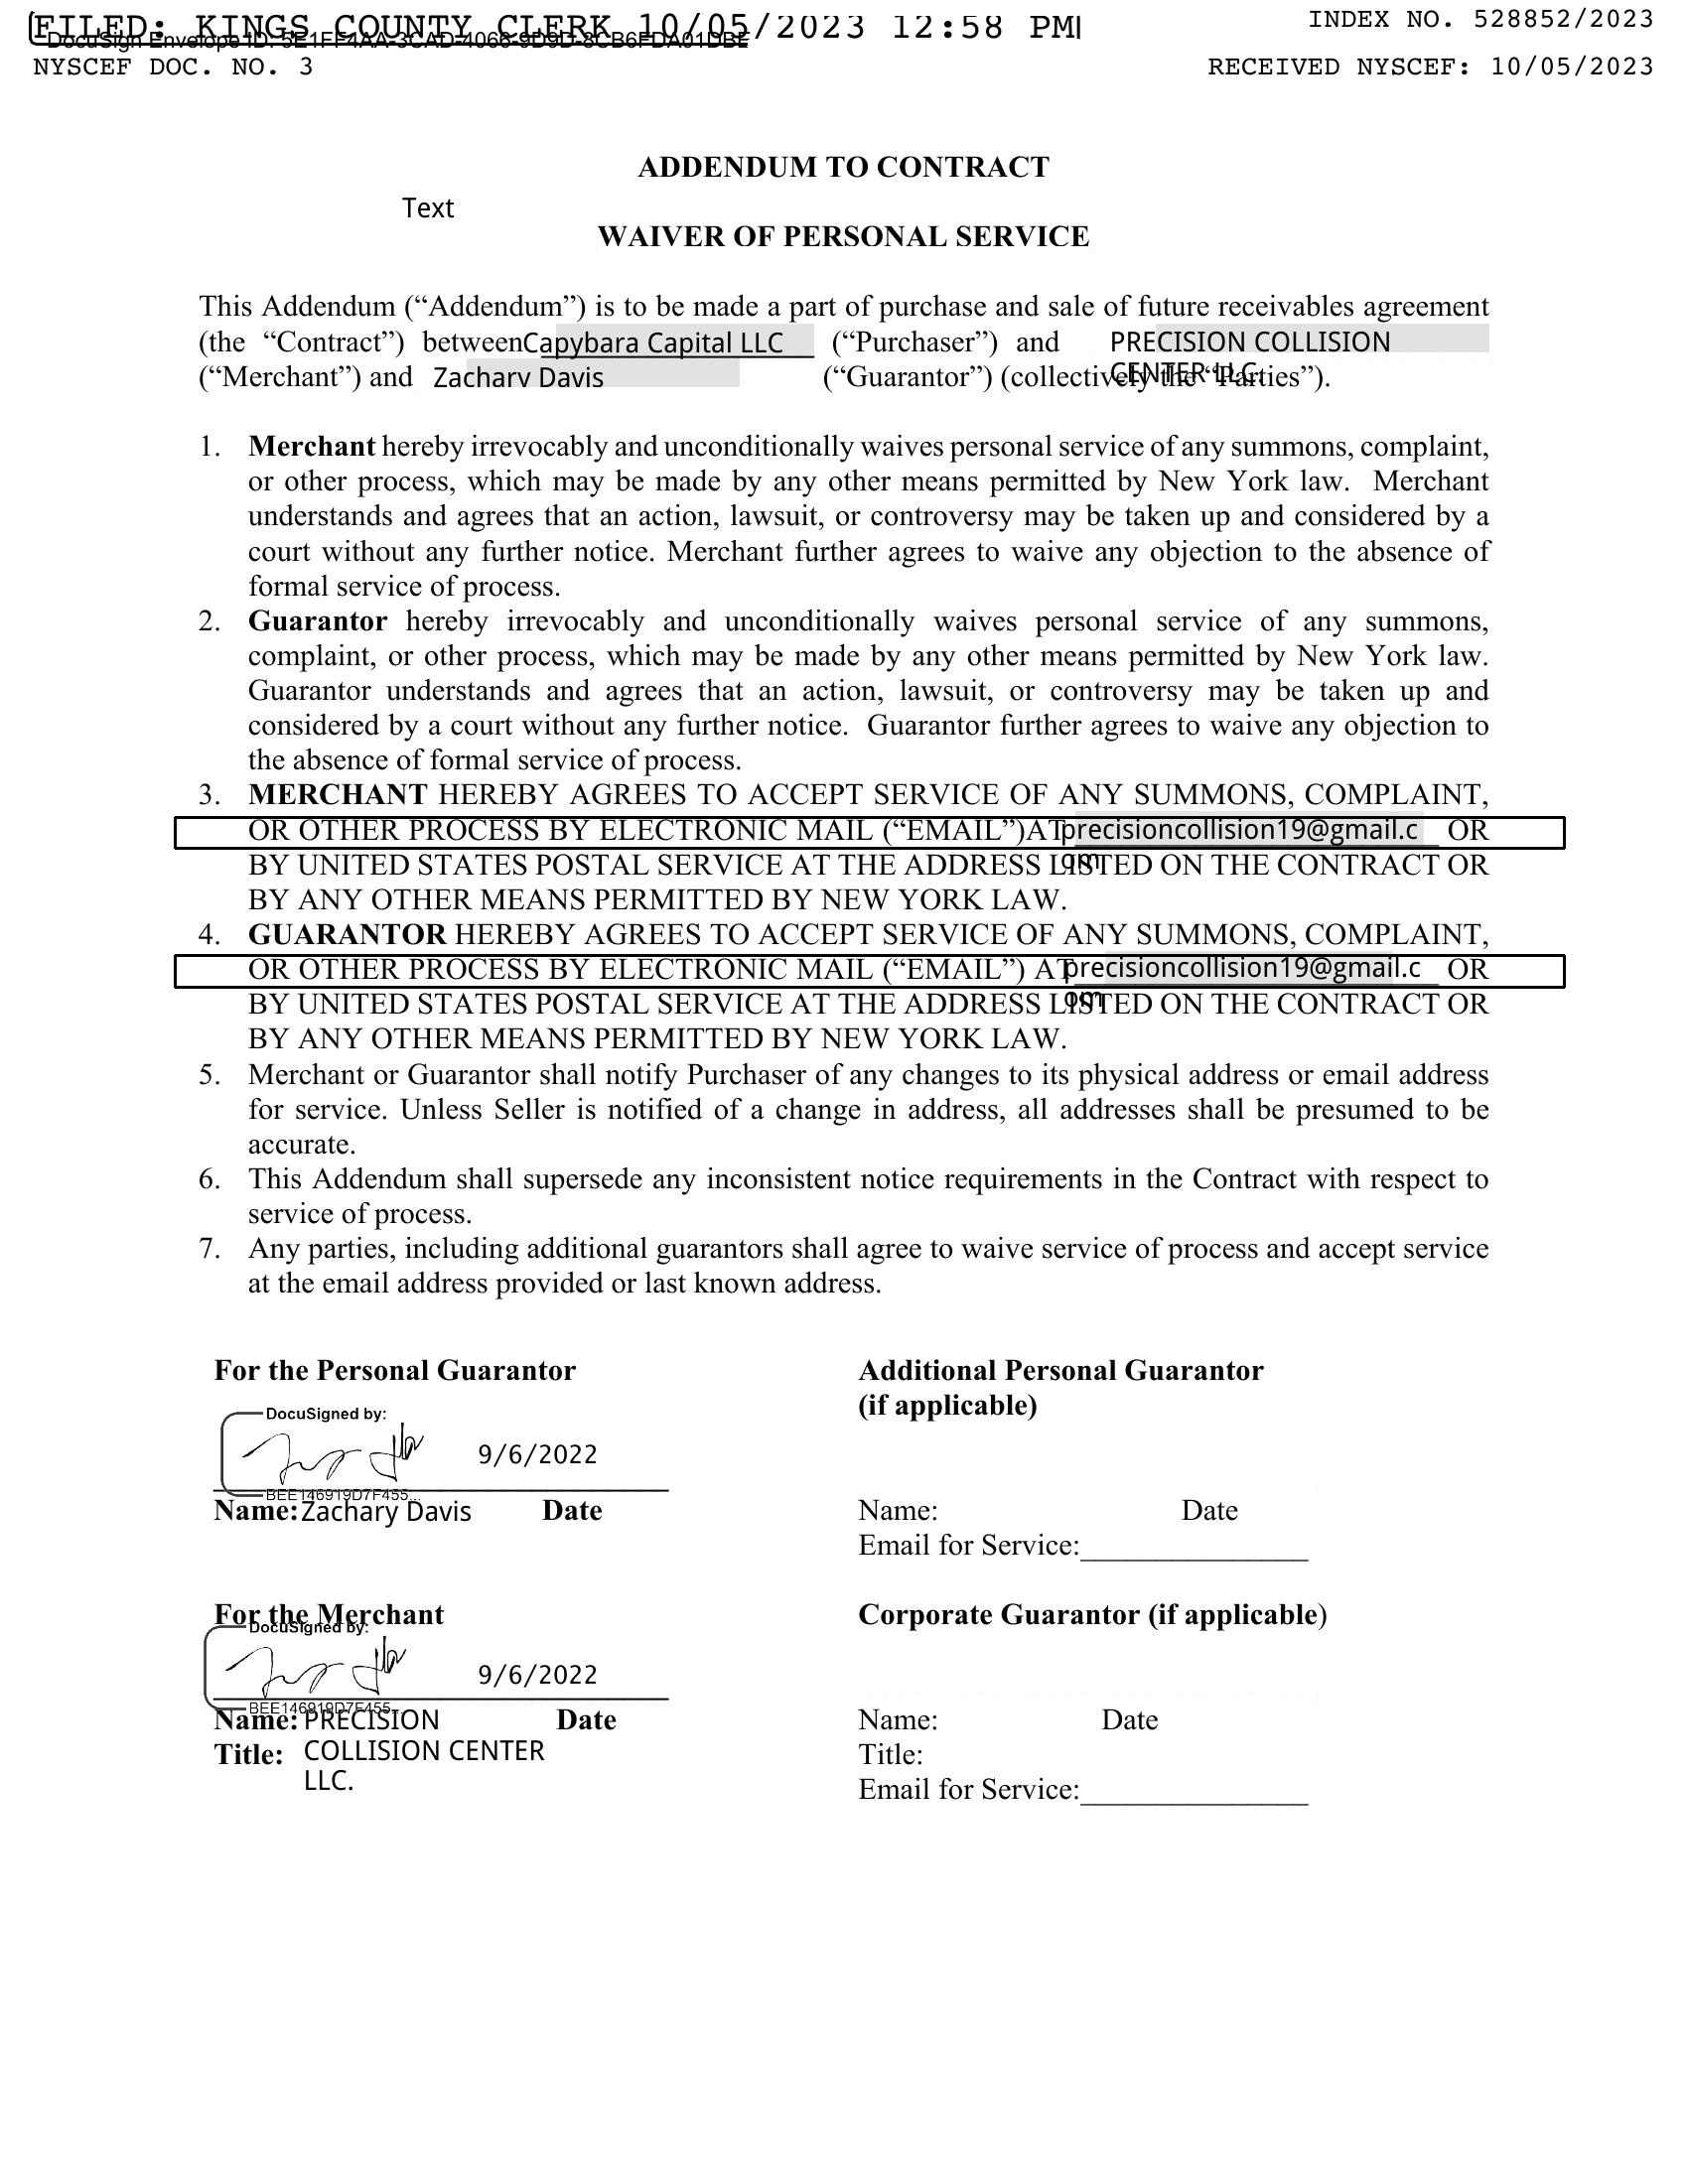 FILED: KINGS COUNTY CLERK 10/05/2023 12:58 PM
INDEX NO. 528852/2023
DocuSign Envelope ID: 5E1FF4AA-3CAD-4066-9D9D-8CB6FDA01DBE
NYSCEF DOC. NO. 3
RECEIVED NYSCEF: 10/05/2023
ADDENDUM TO CONTRACT
Text
WAIVER OF PERSONAL SERVICE
This Addendum (“Addendum”) is to be made a part of purchase and sale of future receivables agreement
(the “Contract”) between Capybara Capital LLC (“Purchaser”) and PRECISION COLLISION
CENTER LLC.
(“Merchant”) and Zachary Davis (“Guarantor”) (collectively the “Parties”).
1. Merchant hereby irrevocably and unconditionally waives personal service of any summons, complaint,
or other process, which may be made by any other means permitted by New York law. Merchant
understands and agrees that an action, lawsuit, or controversy may be taken up and considered by a
court without any further notice. Merchant further agrees to waive any objection to the absence of
formal service of process.
2. Guarantor hereby irrevocably and unconditionally waives personal service of any summons,
complaint, or other process, which may be made by any other means permitted by New York law.
Guarantor understands and agrees that an action, lawsuit, or controversy may be taken up and
considered by a court without any further notice. Guarantor further agrees to waive any objection to
the absence of formal service of process.
3. MERCHANT HEREBY AGREES TO ACCEPT SERVICE OF ANY SUMMONS, COMPLAINT,
OR OTHER PROCESS BY ELECTRONIC MAIL (“EMAIL”)AT precisioncollision19@gmail.c OR
om
BY UNITED STATES POSTAL SERVICE AT THE ADDRESS LISTED ON THE CONTRACT OR
BY ANY OTHER MEANS PERMITTED BY NEW YORK LAW.
4. GUARANTOR HEREBY AGREES TO ACCEPT SERVICE OF ANY SUMMONS, COMPLAINT,
OR OTHER PROCESS BY ELECTRONIC MAIL (“EMAIL”) AT precisioncollision19@gmail.c OR
om
BY UNITED STATES POSTAL SERVICE AT THE ADDRESS LISTED ON THE CONTRACT OR
BY ANY OTHER MEANS PERMITTED BY NEW YORK LAW.
5. Merchant or Guarantor shall notify Purchaser of any changes to its physical address or email address
for service. Unless Seller is notified of a change in address, all addresses shall be presumed to be
accurate.
6. This Addendum shall supersede any inconsistent notice requirements in the Contract with respect to
service of process.
7. Any parties, including additional guarantors shall agree to waive service of process and accept service
at the email address provided or last known address.
For the Personal Guarantor
DocuSigned by:
9/6/2022
BEE146919D7F455...
Name: Zachary Davis Date
Additional Personal Guarantor
(if applicable)
Name: Date
Email for Service:
For the Merchant
DocuSigned by:
9/6/2022
BEE146919D7F455...
Name: PRECISION Date
Title: COLLISION CENTER
LLC.
Corporate Guarantor (if applicable)
Name: Date
Title:
Email for Service: